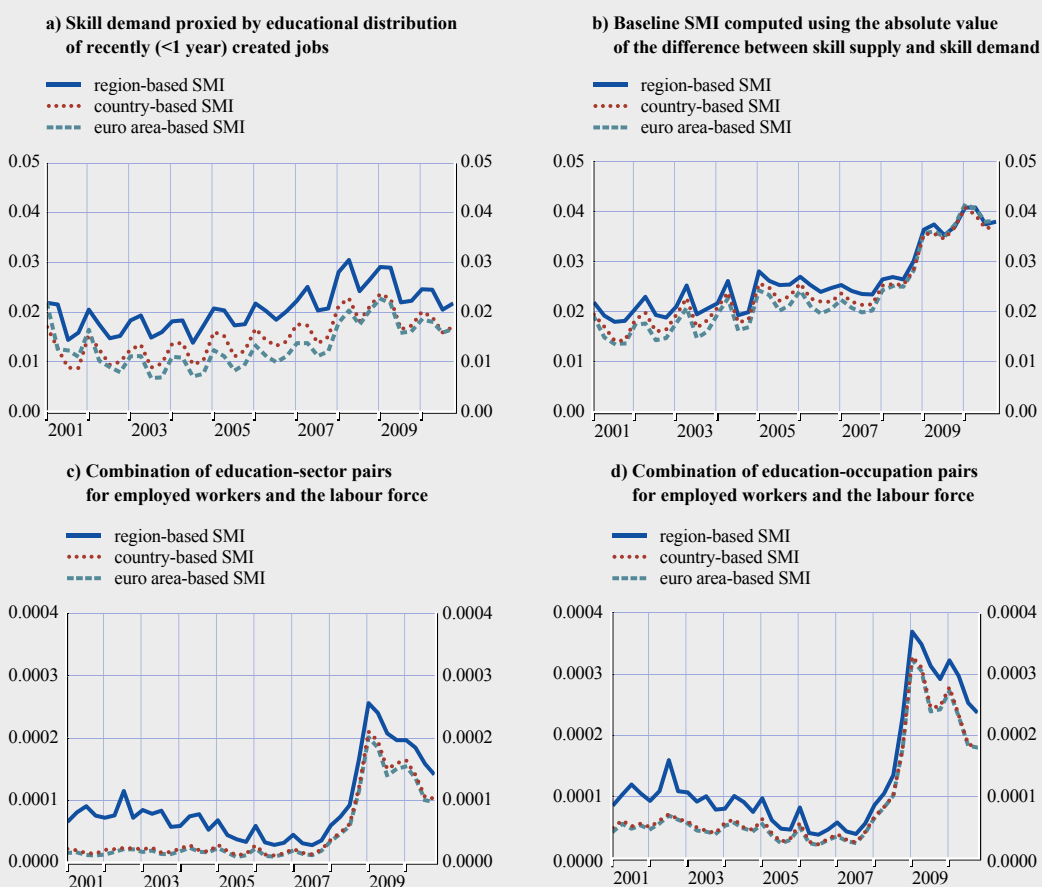 a) Skill demand proxied by educational distribution
of recently (<1 year) created jobs
region-based SMI
country-based SMI
euro area-based SMI
0.05 0.05
0.04 0.04
0.03 0.03
0.02 0.02
0.01 0.01
0.00 0.00
2001 2003 2005 2007 2009
b) Baseline SMI computed using the absolute value
of the difference between skill supply and skill demand
region-based SMI
country-based SMI
euro area-based SMI
0.05 0.05
0.04 0.04
0.03 0.03
0.02 0.02
0.01 0.01
0.00 0.00
2001 2003 2005 2007 2009
c) Combination of education-sector pairs
for employed workers and the labour force
region-based SMI
country-based SMI
euro area-based SMI
0.0004 0.0004
0.0003 0.0003
0.0002 0.0002
0.0001 0.0001
0.0000 0.0000
2001 2003 2005 2007 2009
d) Combination of education-occupation pairs
for employed workers and the labour force
region-based SMI
country-based SMI
euro area-based SMI
0.0004 0.0004
0.0003 0.0003
0.0002 0.0002
0.0001 0.0001
0.0000 0.0000
2001 2003 2005 2007 2009